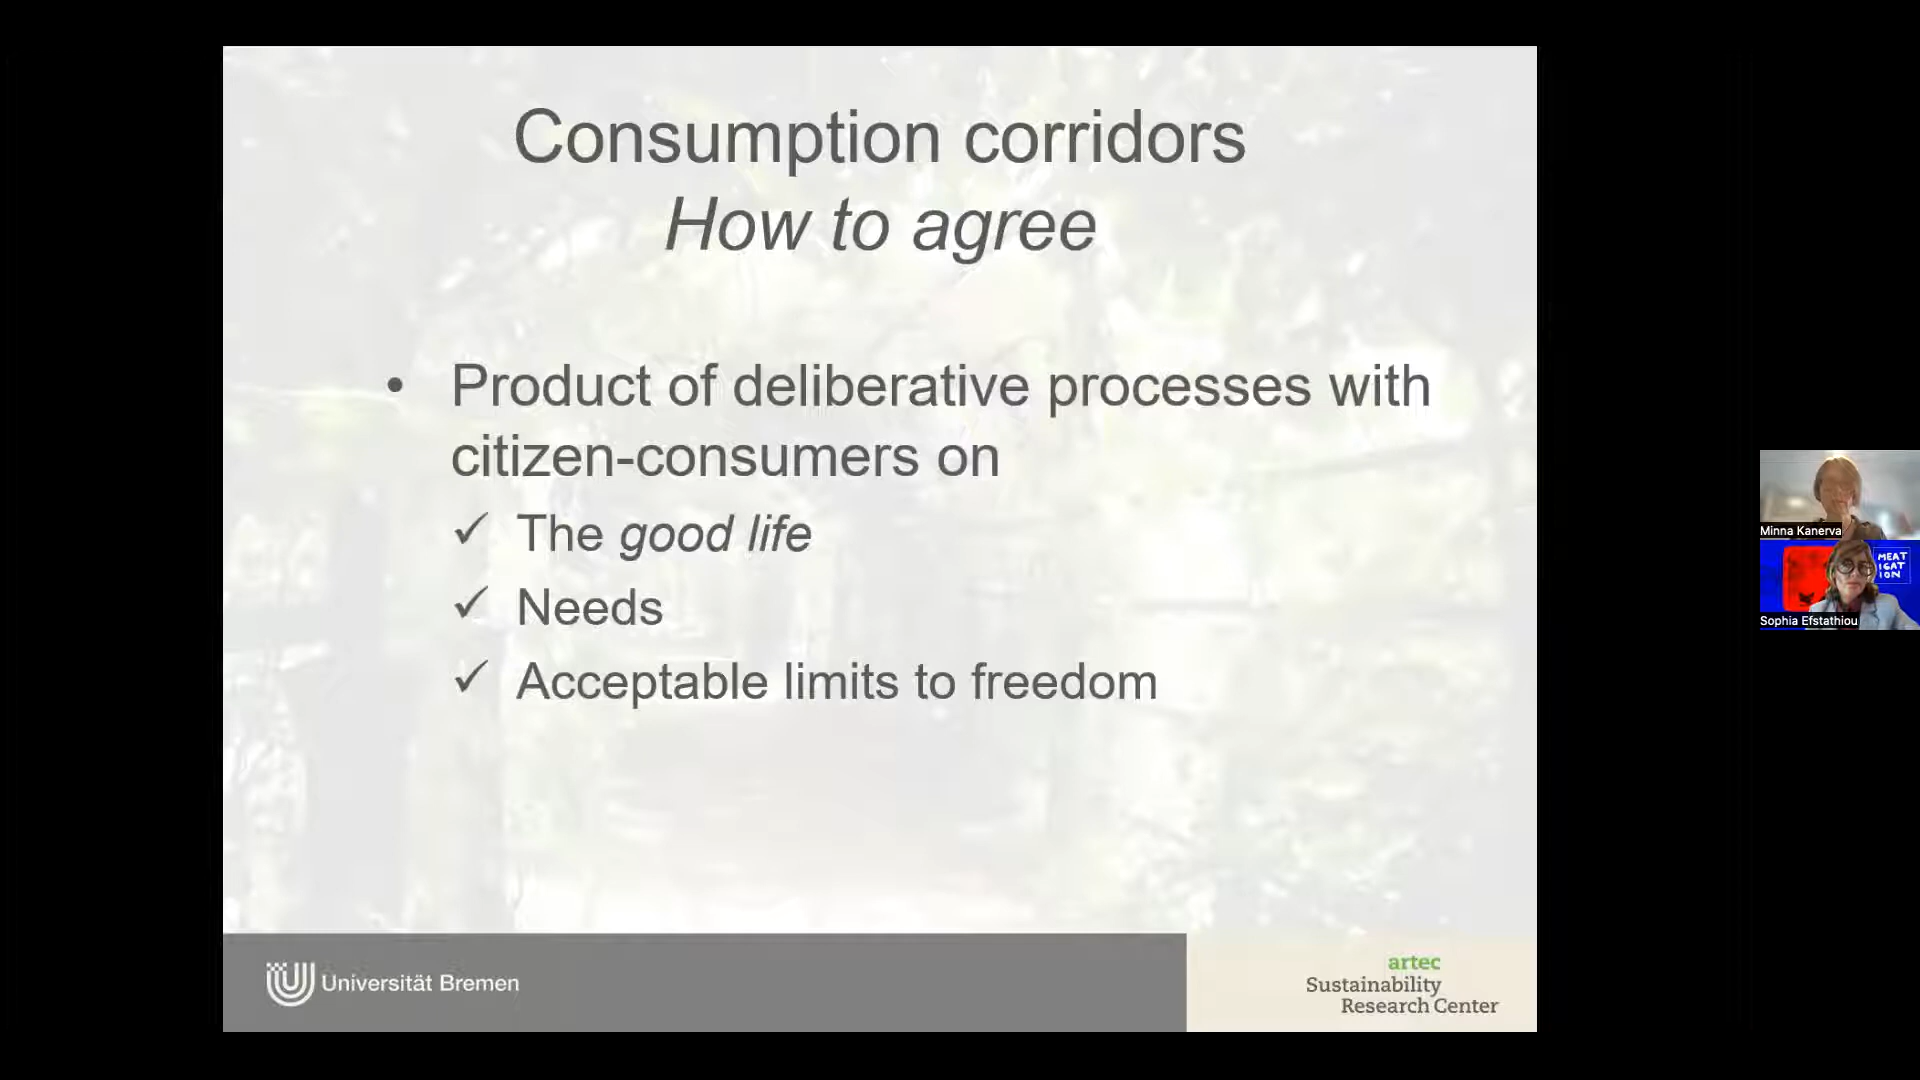 Consumption corridors
How to agree
• Product of deliberative processes with
citizen-consumers on
✓ The good life
✓ Needs
✓ Acceptable limits to freedom
Universität Bremen
artec
Sustainability
Research Center
Minna Kanerva
MEAT
IGAT
ION
Sophia Efstathiou